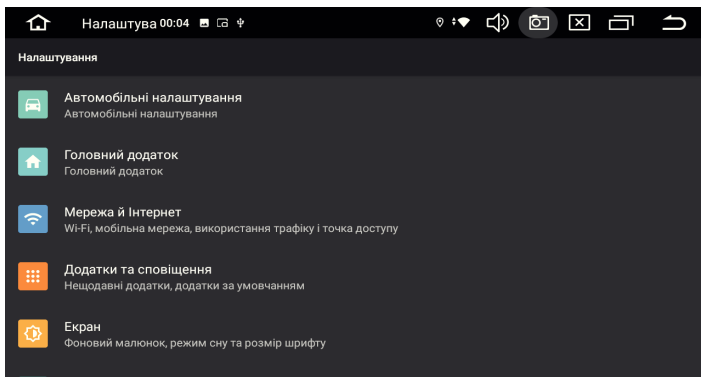 Налаштува 00:04
Налаштування
Автомобільні налаштування
Автомобільні налаштування
Головний додаток
Головний додаток
Мережа й Інтернет
Wi-Fi, мобільна мережа, використання трафіку і точка доступу
Додатки та сповіщення
Нещодавні додатки, додатки за умовчанням
Екран
Фоновий малюнок, режим сну та розмір шрифту